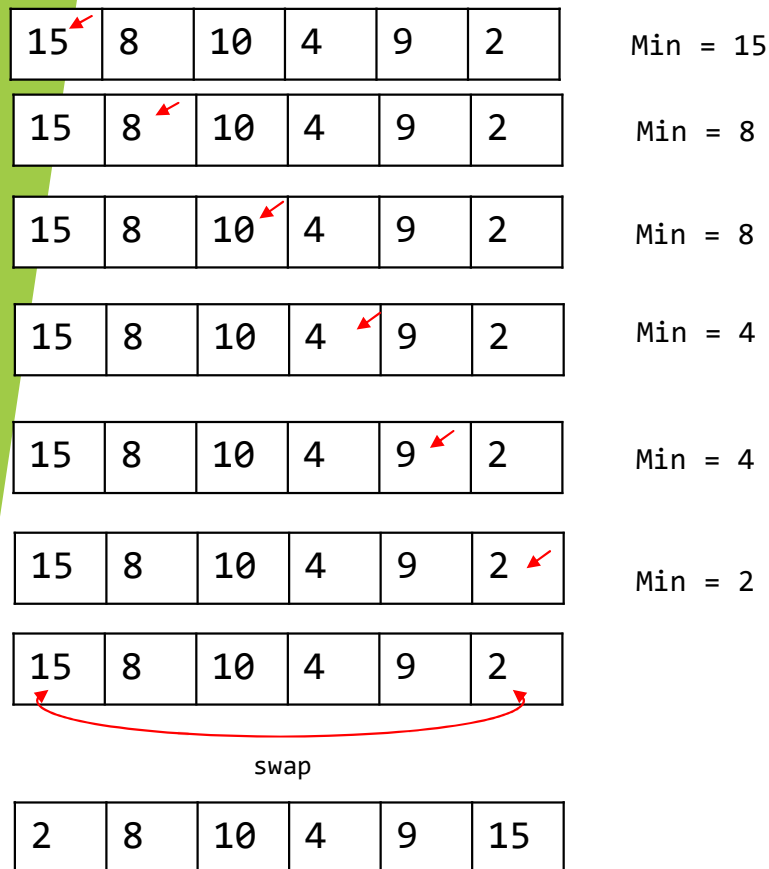 15 8 10 4 9 2 Min = 15
15 8 10 4 9 2 Min = 8
15 8 10 4 9 2 Min = 8
15 8 10 4 9 2 Min = 4
15 8 10 4 9 2 Min = 4
15 8 10 4 9 2 Min = 2
15 8 10 4 9 2
swap
2 8 10 4 9 15